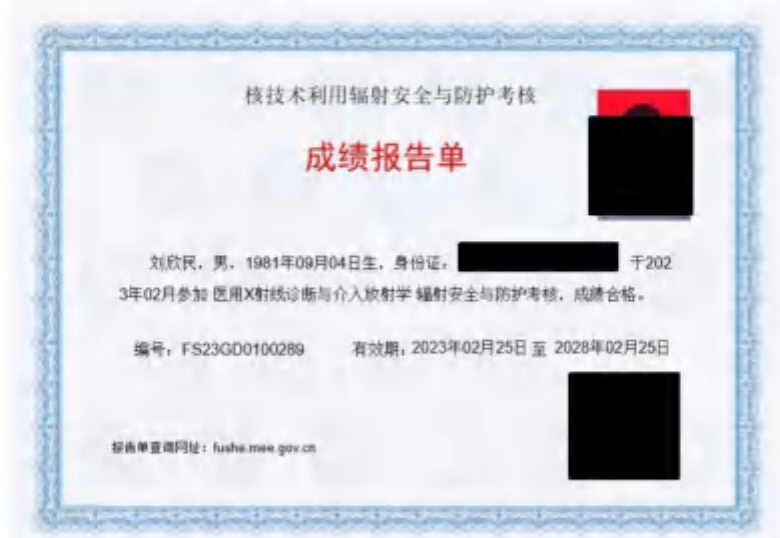 核技术利用辐射安全与防护考核
成绩报告单
刘欣民，男，1981年09月04日生，身份证， 于202
3年02月参加 医用X射线诊断与介入放射学 辐射安全与防护考核，成绩合格。
编号，FS23GD0100289 有效期，2023年02月25日 至 2028年02月25日
报告单查询网址：fushe.mee.gov.cn